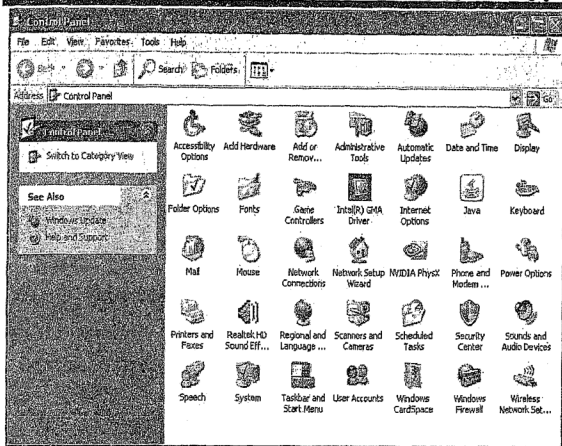 Control Panel
File Edit View Favorites Tools Help
Back Search Folders
Address Control Panel Go
Control Panel
Switch to Category View
See Also
Windows Update
Help and Support
Accessibility Options
Add Hardware
Add or Remov...
Administrative Tools
Automatic Updates
Date and Time
Display
Folder Options
Fonts
Game Controllers
Intel(R) GMA Driver
Internet Options
Java
Keyboard
Mail
Mouse
Network Connections
Network Setup Wizard
NVIDIA PhysX
Phone and Modem ...
Power Options
Printers and Faxes
Realtek HD Sound Eff...
Regional and Language ...
Scanners and Cameras
Scheduled Tasks
Security Center
Sounds and Audio Devices
Speech
System
Taskbar and Start Menu
User Accounts
Windows CardSpace
Windows Firewall
Wireless Network Set...